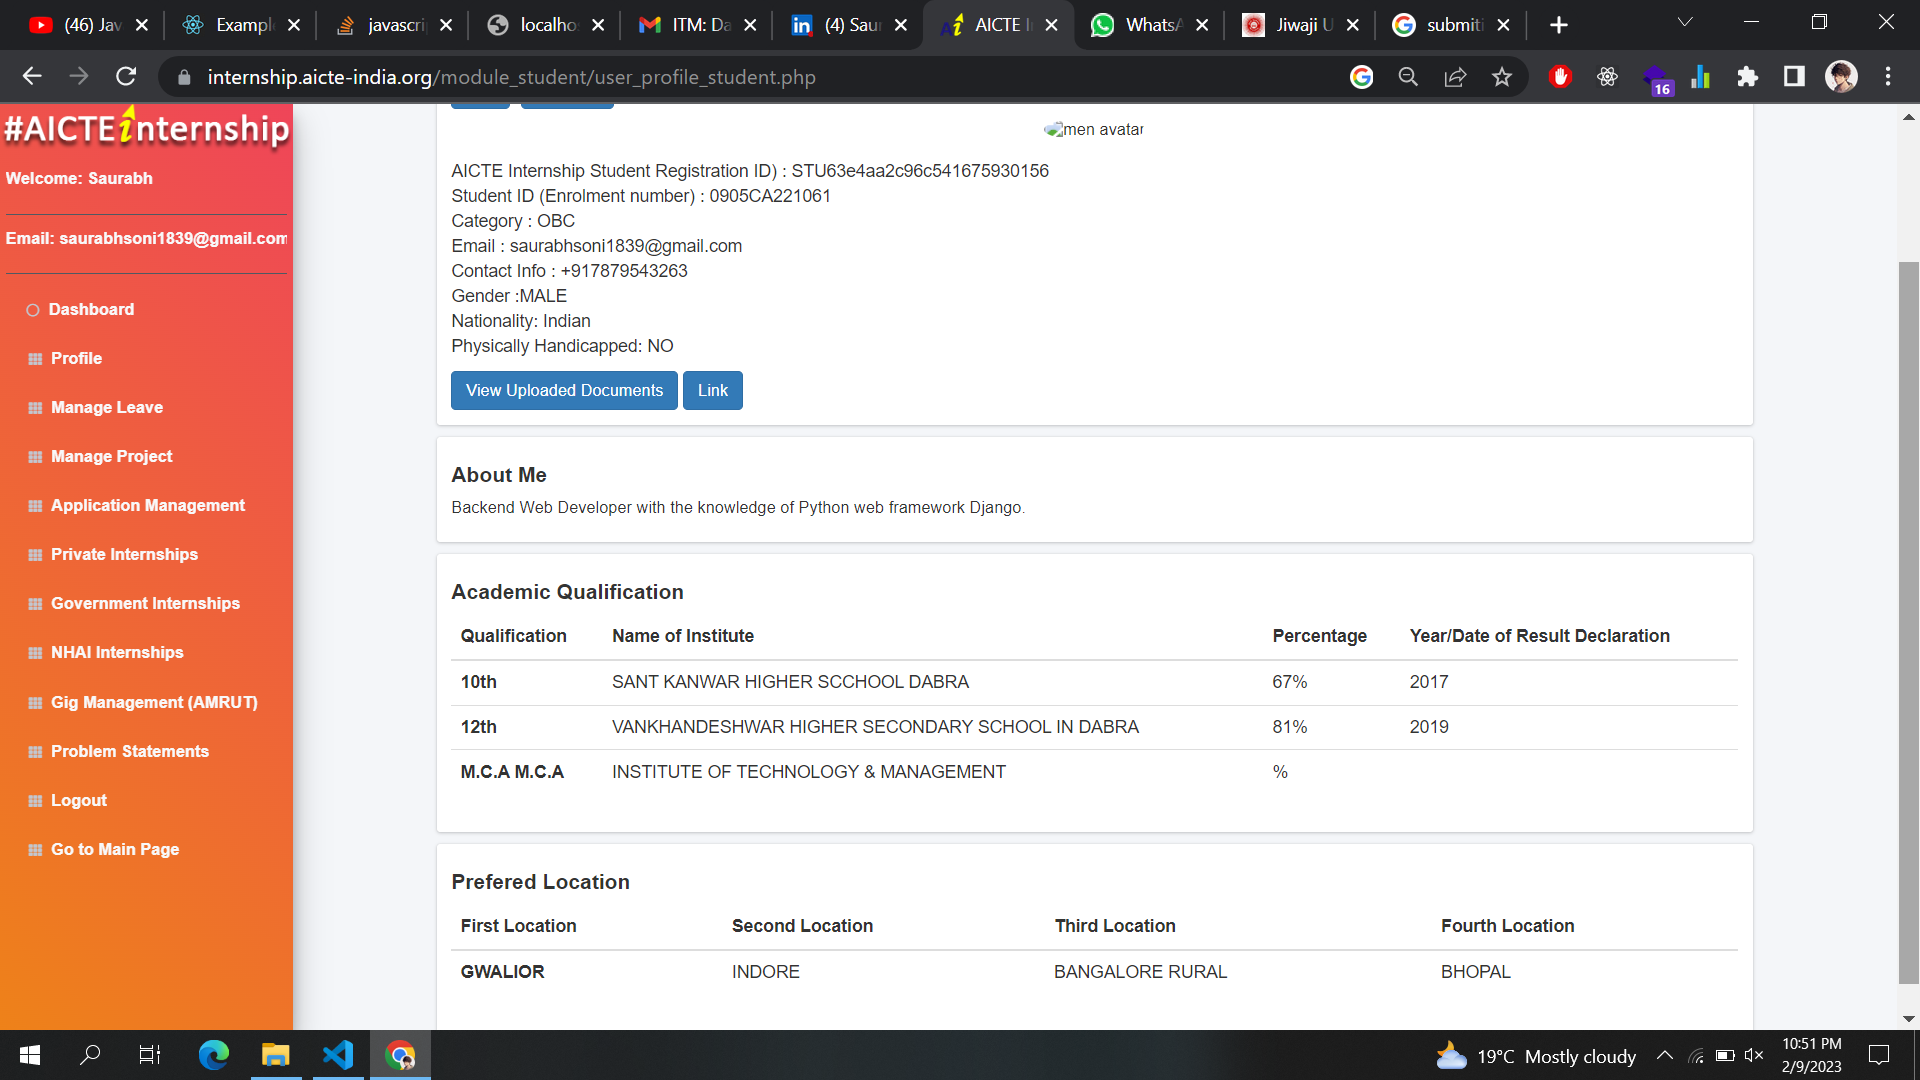 (46) Jav
Exampl
javascri
localho
ITM: Da
(4) Saur
AICTE I
WhatsA
Jiwaji U
submiti
internship.aicte-india.org/module_student/user_profile_student.php
16
#AICTEinternship
Welcome: Saurabh
Email: saurabhsoni1839@gmail.com
Dashboard
Profile
Manage Leave
Manage Project
Application Management
Private Internships
Government Internships
NHAI Internships
Gig Management (AMRUT)
Problem Statements
Logout
Go to Main Page
men avatar
AICTE Internship Student Registration ID) : STU63e4aa2c96c541675930156
Student ID (Enrolment number) : 0905CA221061
Category : OBC
Email : saurabhsoni1839@gmail.com
Contact Info : +917879543263
Gender :MALE
Nationality: Indian
Physically Handicapped: NO
View Uploaded Documents Link
About Me
Backend Web Developer with the knowledge of Python web framework Django.
Academic Qualification
Qualification Name of Institute Percentage Year/Date of Result Declaration
10th SANT KANWAR HIGHER SCCHOOL DABRA 67% 2017
12th VANKHANDESHWAR HIGHER SECONDARY SCHOOL IN DABRA 81% 2019
M.C.A M.C.A INSTITUTE OF TECHNOLOGY & MANAGEMENT %
Prefered Location
First Location Second Location Third Location Fourth Location
GWALIOR INDORE BANGALORE RURAL BHOPAL
19°C Mostly cloudy
10:51 PM
2/9/2023